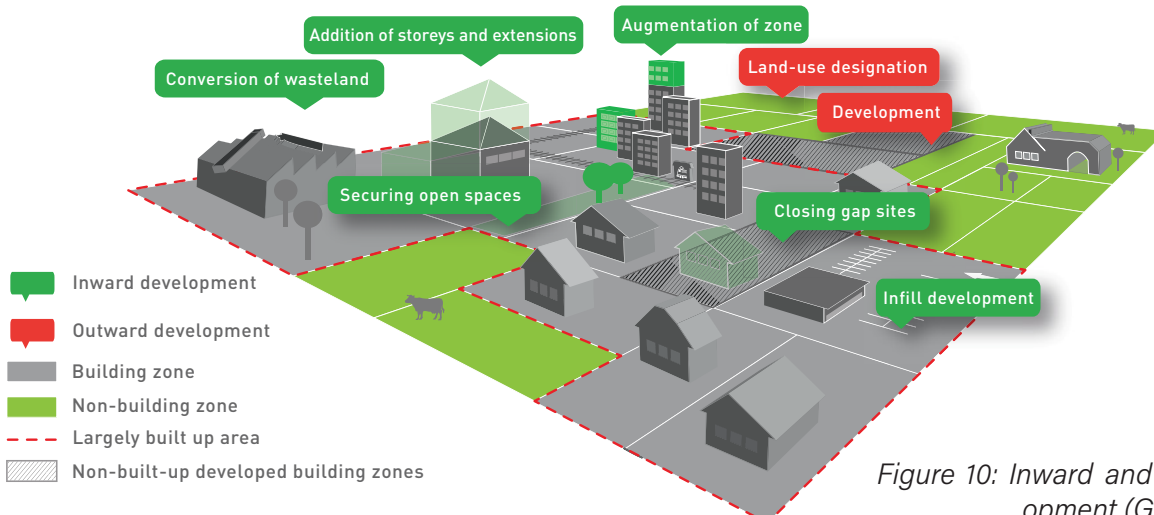 Augmentation of zone
Addition of storeys and extensions
Land-use designation
Conversion of wasteland
Development
Securing open spaces
Closing gap sites
Infill development
Inward development
Outward development
Building zone
Non-building zone
Largely built up area
Non-built-up developed building zones
Figure 10: Inward and
opment (G